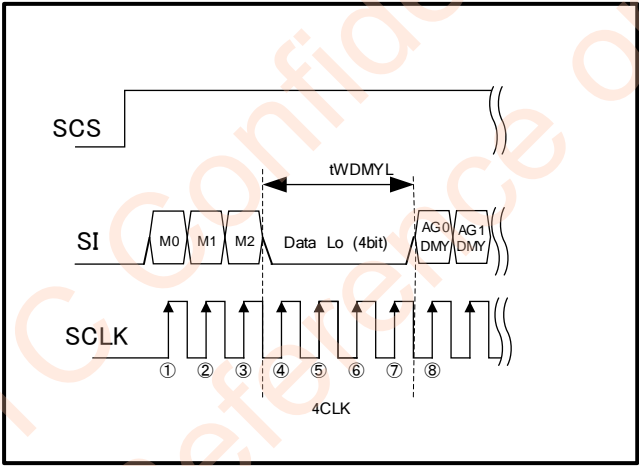 SCS
tWDMYL
SI
M0 M1 M2 Data Lo (4bit) AG0 DMY AG1 DMY
SCLK
① ② ③ ④ ⑤ ⑥ ⑦ ⑧
4CLK